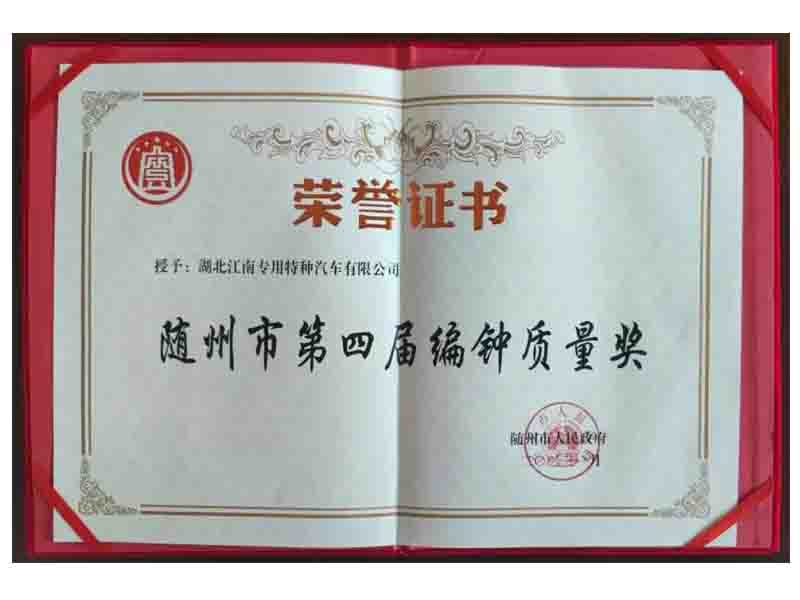 荣誉证书
授予：湖北江南专用特种汽车有限公司
随州市第四届编钟质量奖
随州市人民政府